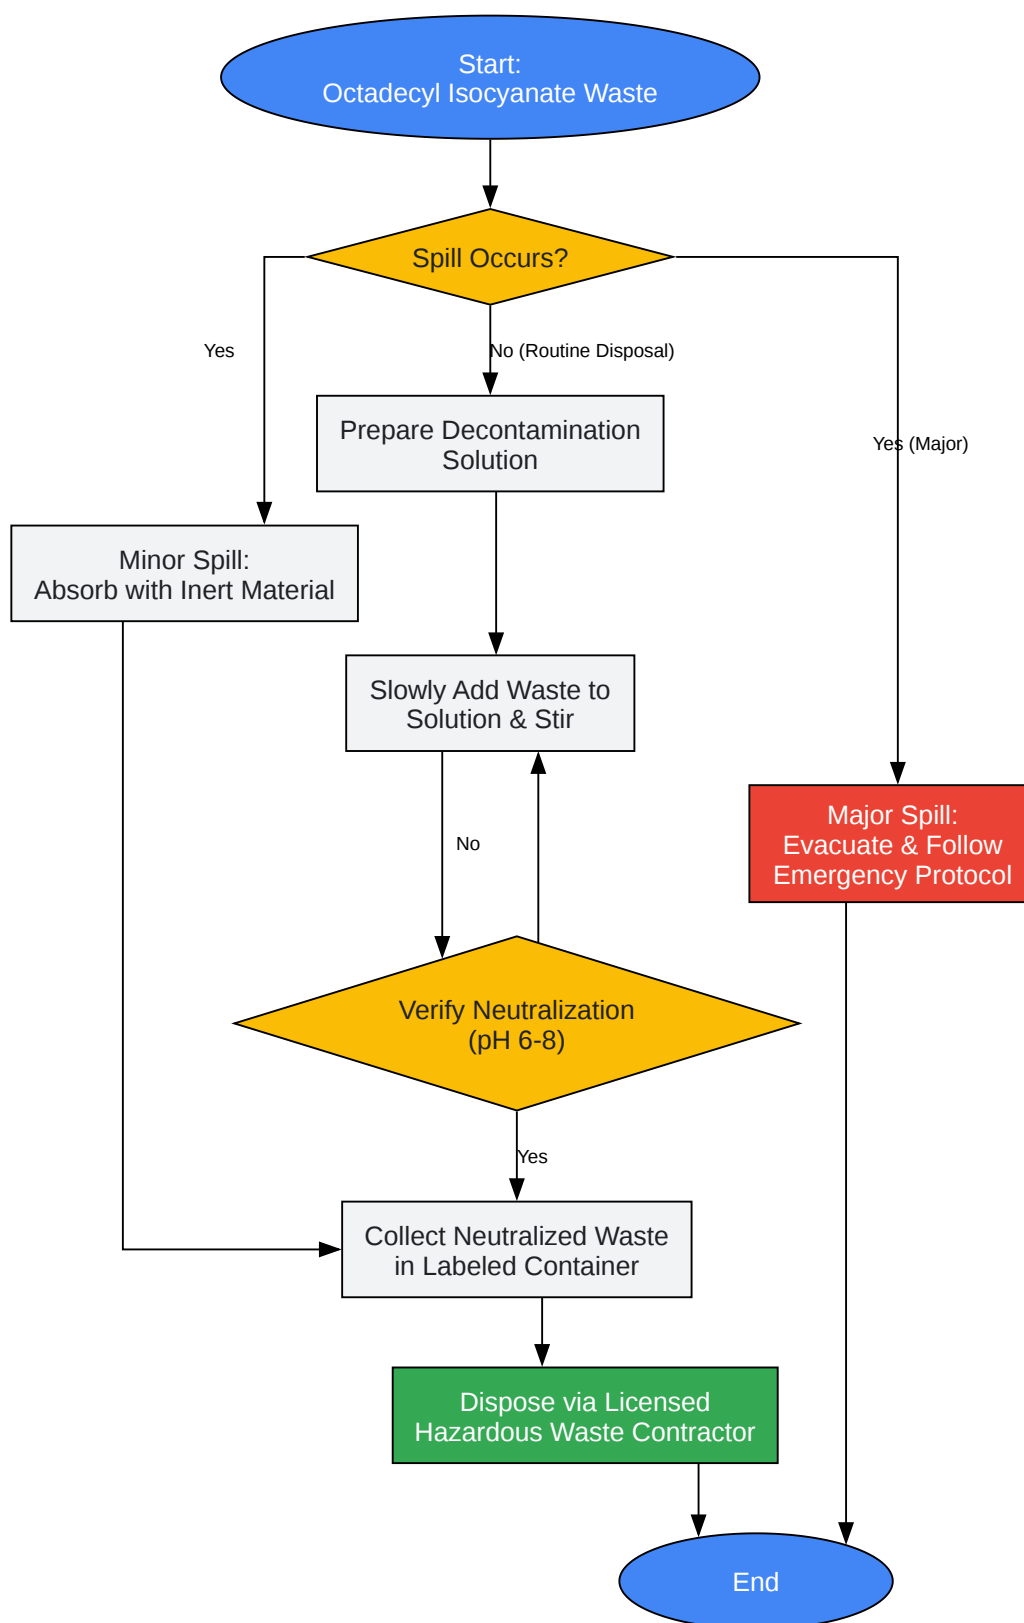 Start:
Octadecyl Isocyanate Waste
Spill Occurs?
Yes
No (Routine Disposal)
Prepare Decontamination
Solution
Yes (Major)
Minor Spill:
Absorb with Inert Material
Slowly Add Waste to
Solution & Stir
No
Major Spill:
Evacuate & Follow
Emergency Protocol
Verify Neutralization
(pH 6-8)
Yes
Collect Neutralized Waste
in Labeled Container
Dispose via Licensed
Hazardous Waste Contractor
End